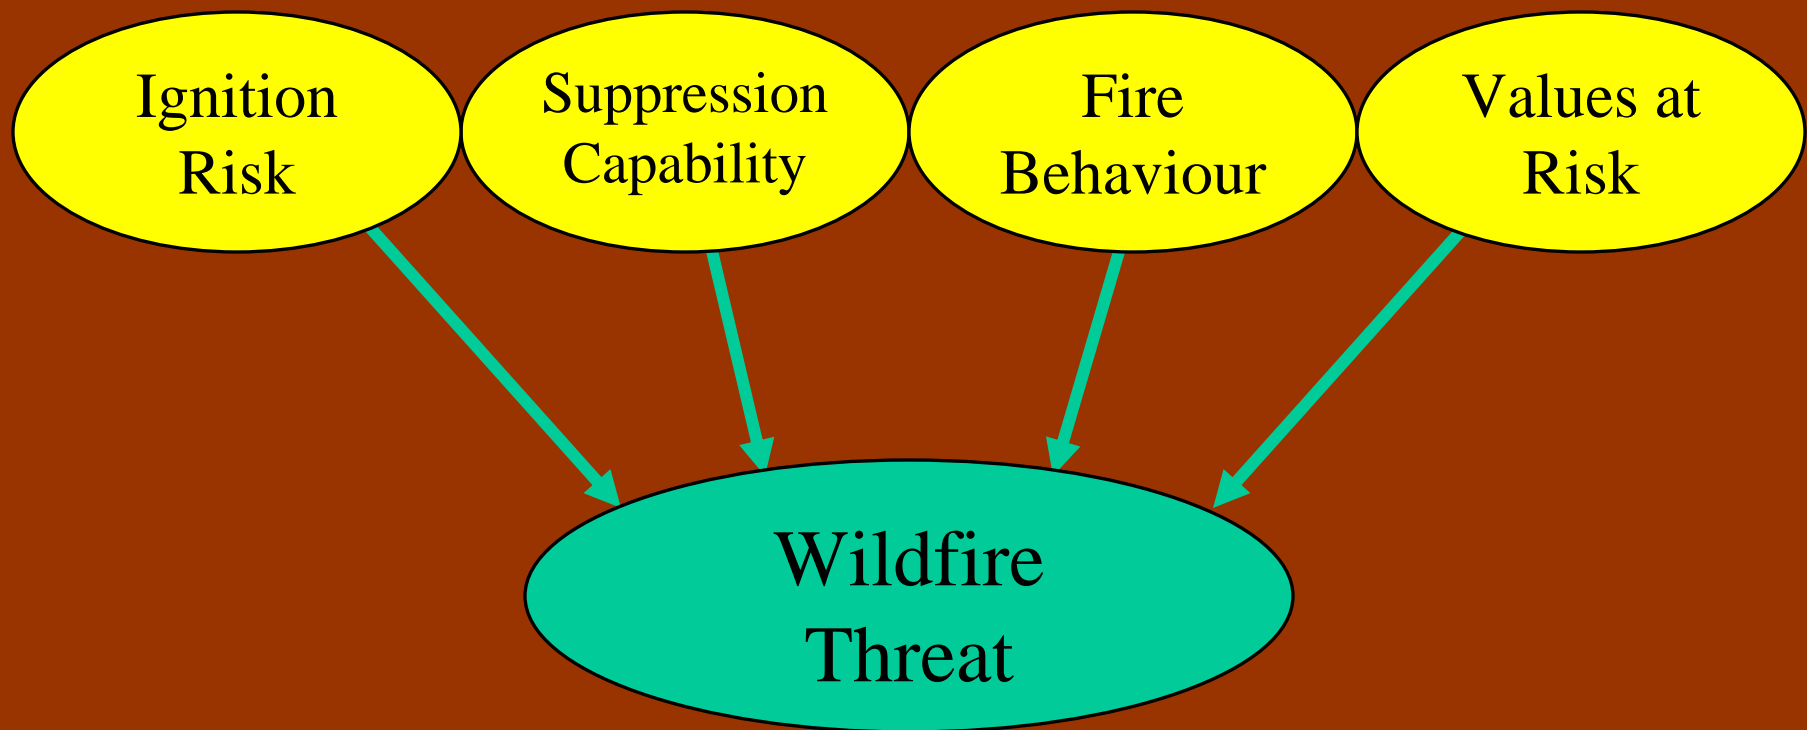 Ignition
Risk
Suppression
Capability
Fire
Behaviour
Values at
Risk
Wildfire
Threat